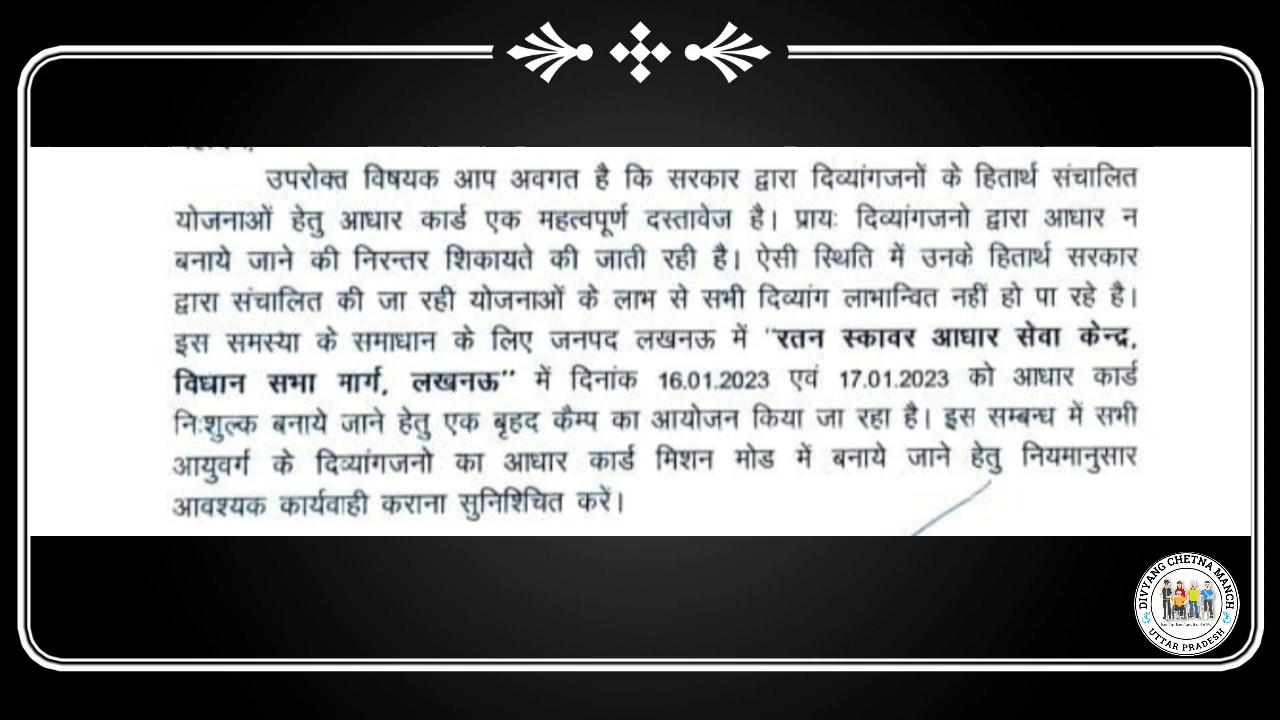 उपरोक्त विषयक आप अवगत है कि सरकार द्वारा दिव्यांगजनों के हितार्थ संचालित
योजनाओं हेतु आधार कार्ड एक महत्वपूर्ण दस्तावेज है। प्रायः दिव्यांगजनो द्वारा आधार न
बनाये जाने की निरन्तर शिकायते की जाती रही है। ऐसी स्थिति में उनके हितार्थ सरकार
द्वारा संचालित की जा रही योजनाओं के लाभ से सभी दिव्यांग लाभान्वित नहीं हो पा रहे है।
इस समस्या के समाधान के लिए जनपद लखनऊ में "रतन स्कावर आधार सेवा केन्द्र,
विधान सभा मार्ग, लखनऊ" में दिनांक 16.01.2023 एवं 17.01.2023 को आधार कार्ड
निःशुल्क बनाये जाने हेतु एक बृहद कैम्प का आयोजन किया जा रहा है। इस सम्बन्ध में सभी
आयुवर्ग के दिव्यांगजनो का आधार कार्ड मिशन मोड में बनाये जाने हेतु नियमानुसार
आवश्यक कार्यवाही कराना सुनिश्चित करें।
DIVYANG CHETNA MANCH
UTTAR PRADESH